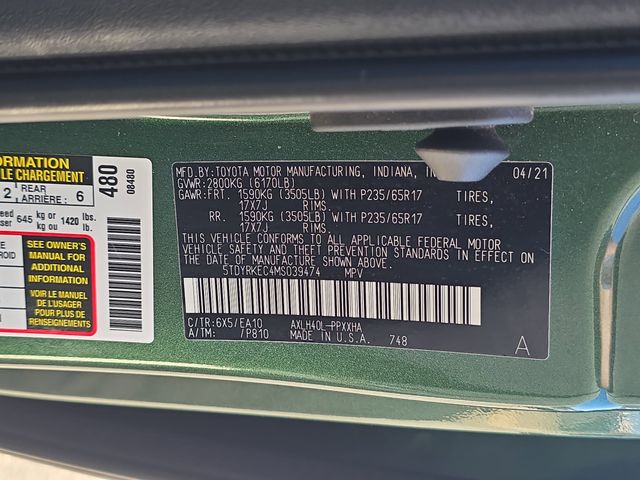 NFORMATION
LE CHARGEMENT
2 REAR ARRIÈRE: 6
645 kg or kg ou 1420 lbs. lb.
SEE OWNER'S
MANUAL FOR
ADDITIONAL
INFORMATION
VOIR LE MANUEL
DE L'USAGER
POUR PLUS DE
RENSEIGNEMENTS
480
08480
MFD.BY:TOYOTA MOTOR MANUFACTURING, INDIANA, 04/21
GVWR:2800KG (6170LB)
GAWR:FRT. 1590KG (3505LB) WITH P235/65R17 TIRES,
17X7J RIMS.
RR. 1590KG (3505LB) WITH P235/65R17 TIRES,
17X7J RIMS.
THIS VEHICLE CONFORMS TO ALL APPLICABLE FEDERAL MOTOR
VEHICLE SAFETY AND THEFT PREVENTION STANDARDS IN EFFECT ON
THE DATE OF MANUFACTURE SHOWN ABOVE.
5TDYRKEC4MS039474 MPV
C/TR:6X5/EA10 AXLH40L-PPXXHA
A/TM: /P810 MADE IN U.S.A. 748
A